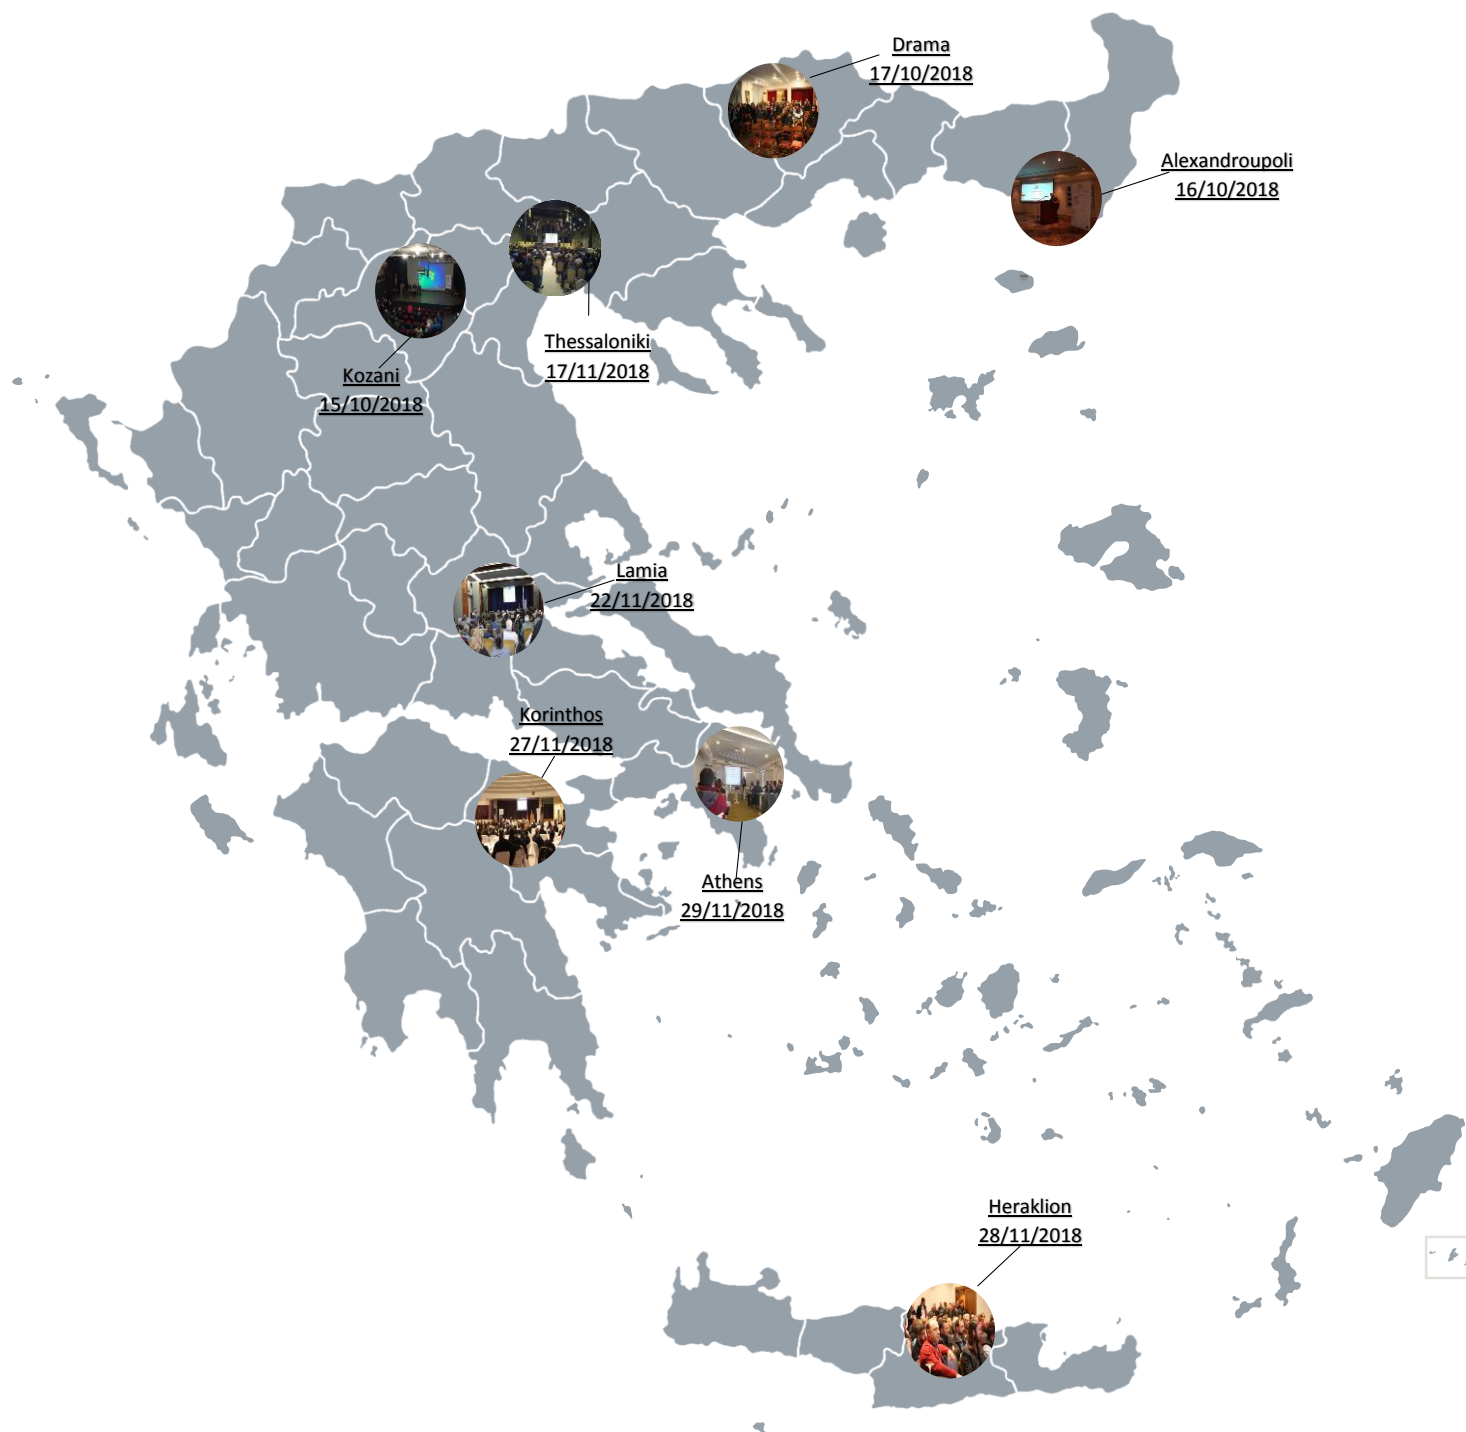 Drama
17/10/2018
Alexandroupoli
16/10/2018
Thessaloniki
17/11/2018
Kozani
15/10/2018
Lamia
22/11/2018
Korinthos
27/11/2018
Athens
29/11/2018
Heraklion
28/11/2018